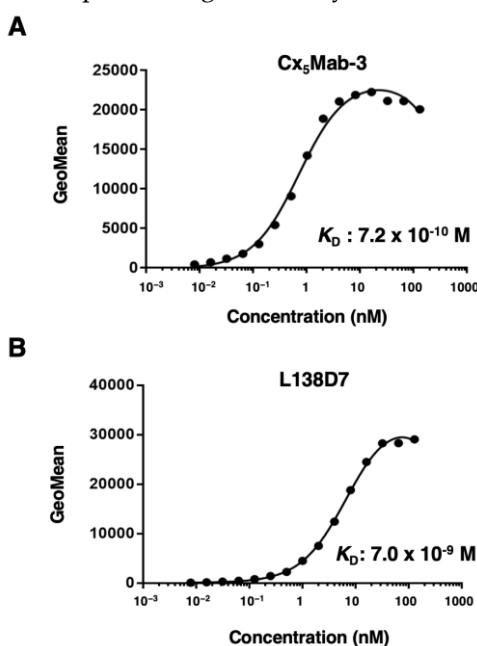 A
Cx₅Mab-3
25000
20000
15000
10000
5000
0
GeoMean
K_D : 7.2 x 10⁻¹⁰ M
10⁻³ 10⁻² 10⁻¹ 1 10 100 1000
Concentration (nM)
B
L138D7
40000
30000
20000
10000
0
GeoMean
K_D: 7.0 x 10⁻⁹ M
10⁻³ 10⁻² 10⁻¹ 1 10 100 1000
Concentration (nM)